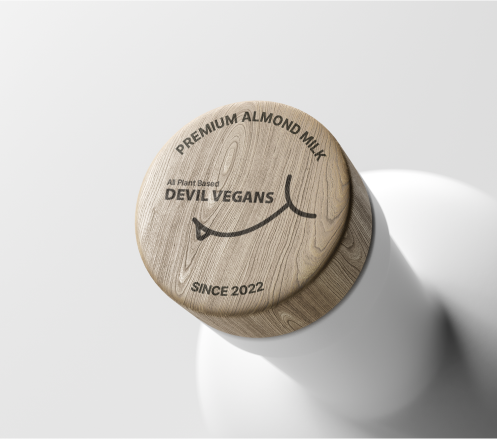 PREMIUM ALMOND MILK
All Plant Based
DEVIL VEGANS
SINCE 2022